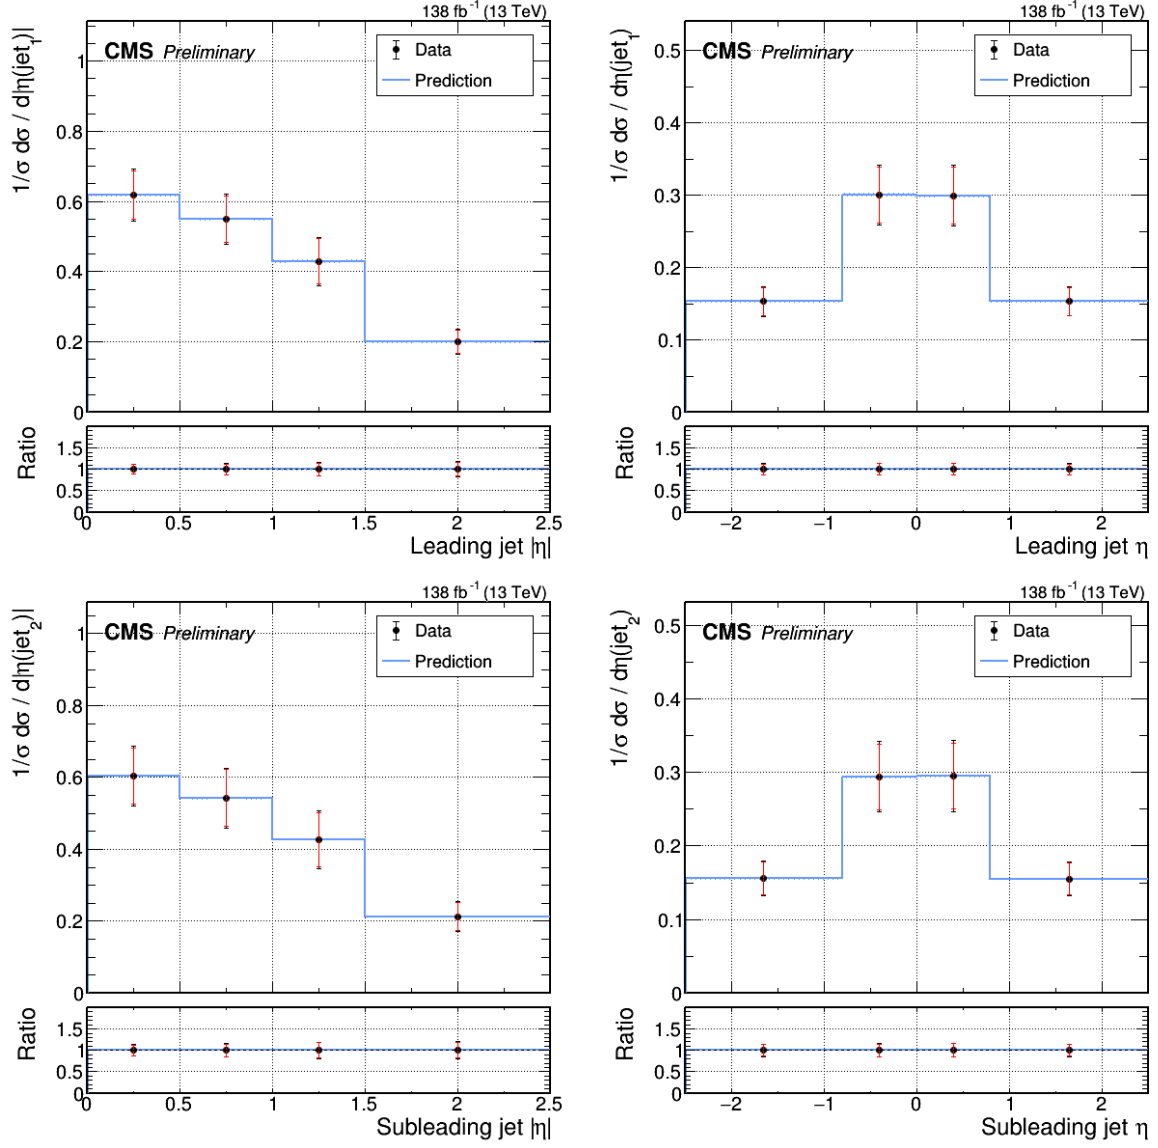 138 fb⁻¹ (13 TeV)
CMS Preliminary
Data
Prediction
1/σ dσ / d|η(jet₁)|
1
0.8
0.6
0.4
0.2
0
Ratio
1.5
1
0.5
0
0 0.5 1 1.5 2 2.5
Leading jet |η|
138 fb⁻¹ (13 TeV)
CMS Preliminary
Data
Prediction
1/σ dσ / dη(jet₁)
0.5
0.4
0.3
0.2
0.1
0
Ratio
1.5
1
0.5
0
−2 −1 0 1 2
Leading jet η
138 fb⁻¹ (13 TeV)
CMS Preliminary
Data
Prediction
1/σ dσ / d|η(jet₂)|
1
0.8
0.6
0.4
0.2
0
Ratio
1.5
1
0.5
0
0 0.5 1 1.5 2 2.5
Subleading jet |η|
138 fb⁻¹ (13 TeV)
CMS Preliminary
Data
Prediction
1/σ dσ / dη(jet₂)
0.5
0.4
0.3
0.2
0.1
0
Ratio
1.5
1
0.5
0
−2 −1 0 1 2
Subleading jet η